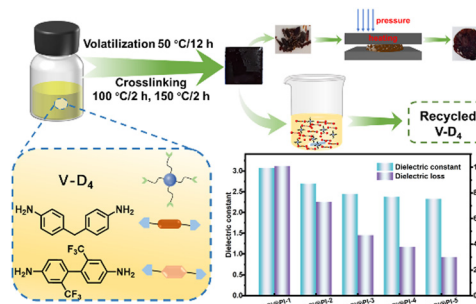 Volatilization 50 °C/12 h
Crosslinking
100 °C/2 h, 150 °C/2 h
pressure
Recycled
V-D₄
V-D₄
H₂N
NH₂
F₃C
H₂N
NH₂
CF₃
Dielectric constant
Dielectric loss
Dielectric constant
3.0
2.5
2.0
1.5
1.0
0.5
0.0